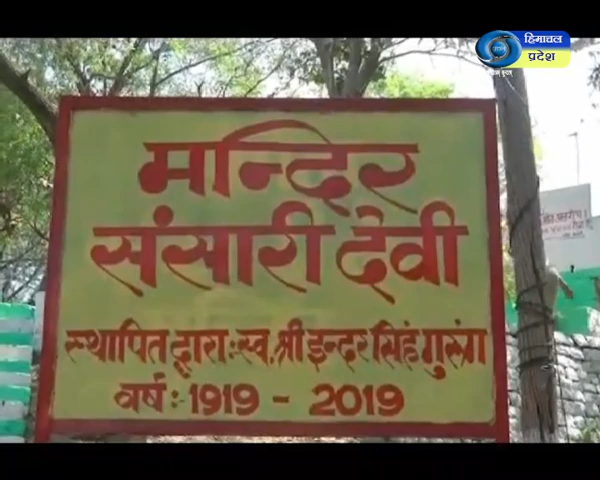 हिमाचल
प्रदेश
मन्दिर
संसारी देवी
स्थापित द्वारा:स्व.श्री इन्दर सिहं गुरुंग
वर्ष:-1919 - 2019